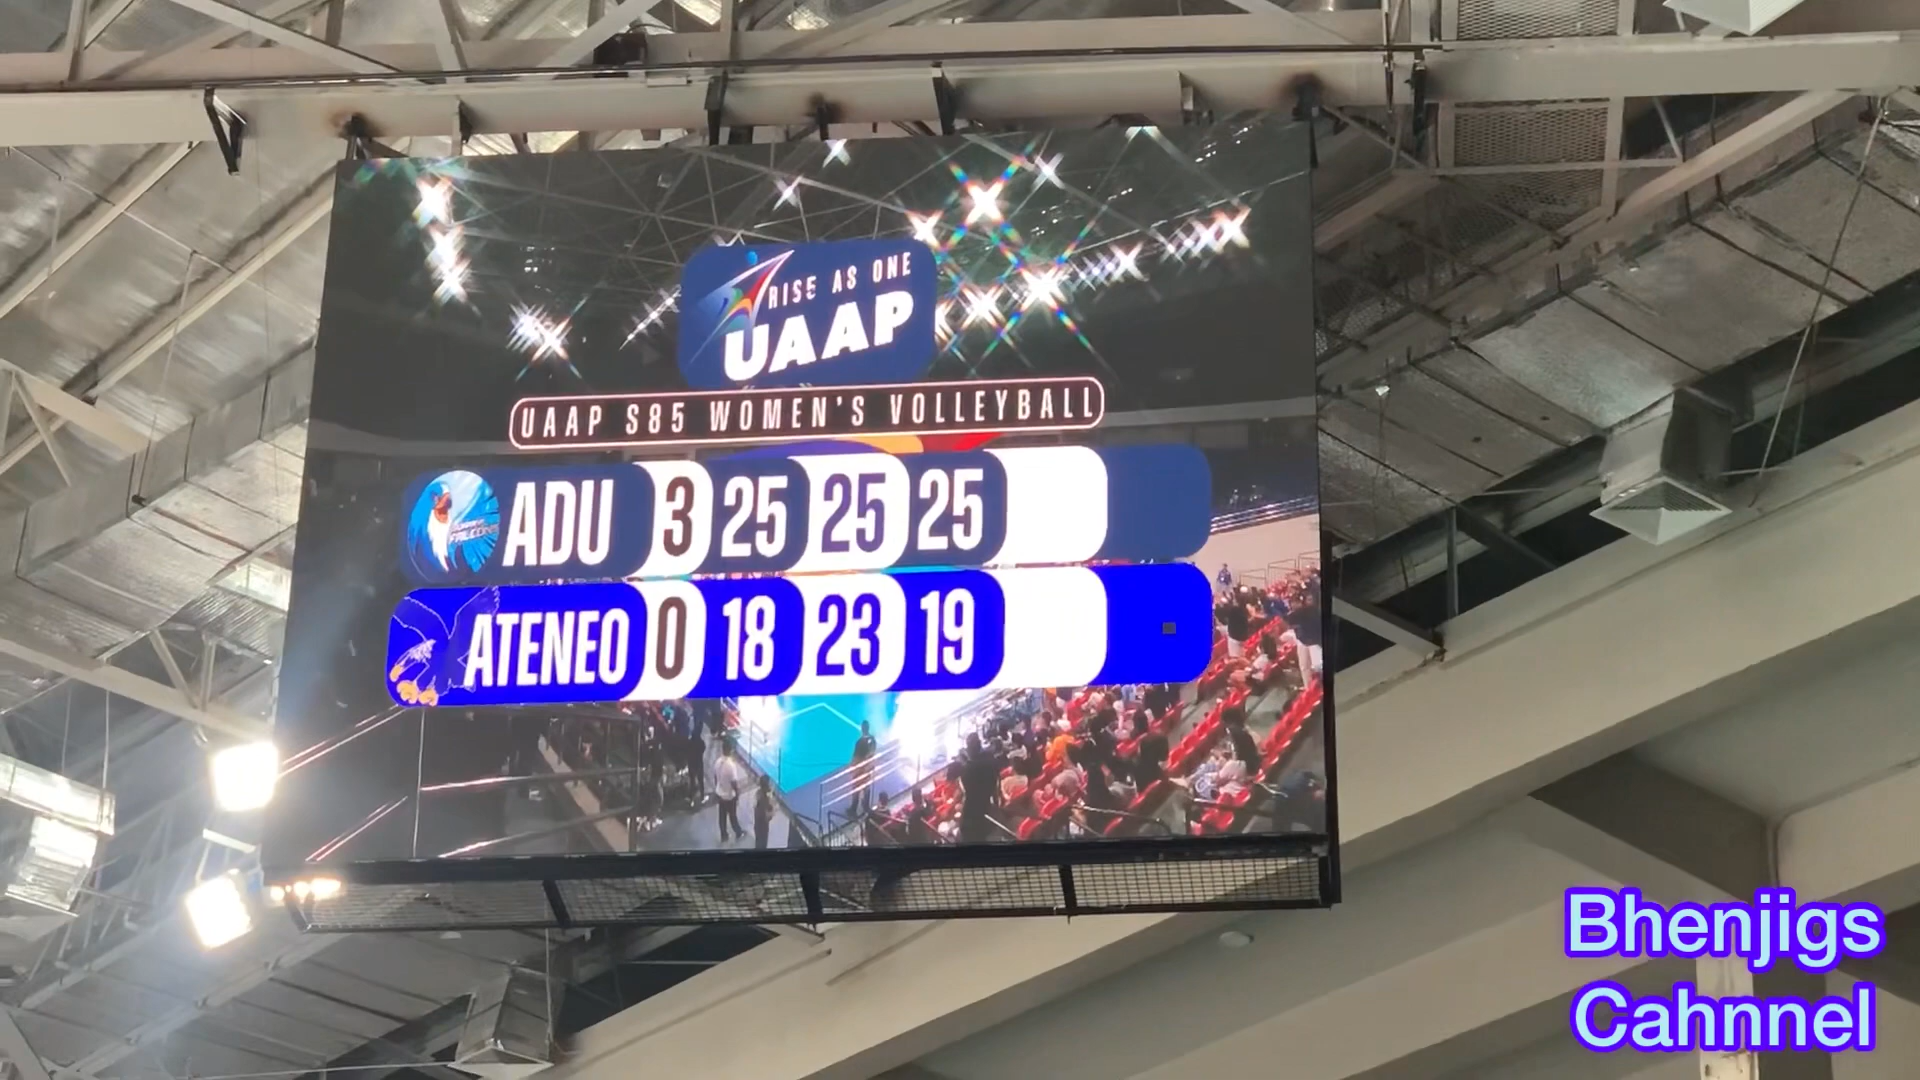 RISE AS ONE
UAAP
UAAP S85 WOMEN'S VOLLEYBALL
ADU 3 25 25 25
ATENEO 0 18 23 19
Bhenjigs
Cahnnel